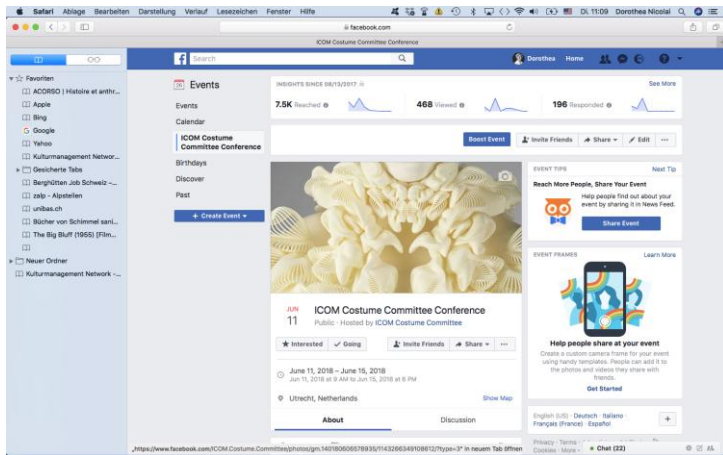 Safari Ablage Bearbeiten Darstellung Verlauf Lesezeichen Fenster Hilfe
Di. 11:09 Dorothea Nicolai
facebook.com
ICOM Costume Committee Conference
Favoriten
ACORSO | Histoire et anthr...
Apple
Bing
Google
Yahoo
Kulturmanagement Networ...
Gesicherte Tabs
Berghütten Job Schweiz –...
zalp - Alpstellen
unibas.ch
Bücher von Schimmel sani...
The Big Bluff (1955) [Film...
Neuer Ordner
Kulturmanagement Network –...
Search
Dorothea Home
Events
Events
Calendar
ICOM Costume
Committee Conference
Birthdays
Discover
Past
+ Create Event
INSIGHTS SINCE 08/13/2017
See More
7.5K Reached
468 Viewed
196 Responded
Boost Event
Invite Friends
Share
Edit
JUN
11
ICOM Costume Committee Conference
Public · Hosted by ICOM Costume Committee
Interested
Going
Invite Friends
Share
June 11, 2018 – June 15, 2018
Jun 11, 2018 at 9 AM to Jun 15, 2018 at 6 PM
Utrecht, Netherlands
Show Map
About
Discussion
EVENT TIPS
Next Tip
Reach More People, Share Your Event
Help people find out about your
event by sharing it in News Feed.
Share Event
EVENT FRAMES
Learn More
Help people share at your event
Create a custom camera frame for your event
using handy templates. People can add it to
the photos and videos they share with
friends.
Get Started
English (US) · Deutsch · Italiano ·
Français (France) · Español
+
Privacy · Terms ·
Cookies · More ·
Chat (22)
in neuem Tab öffnen